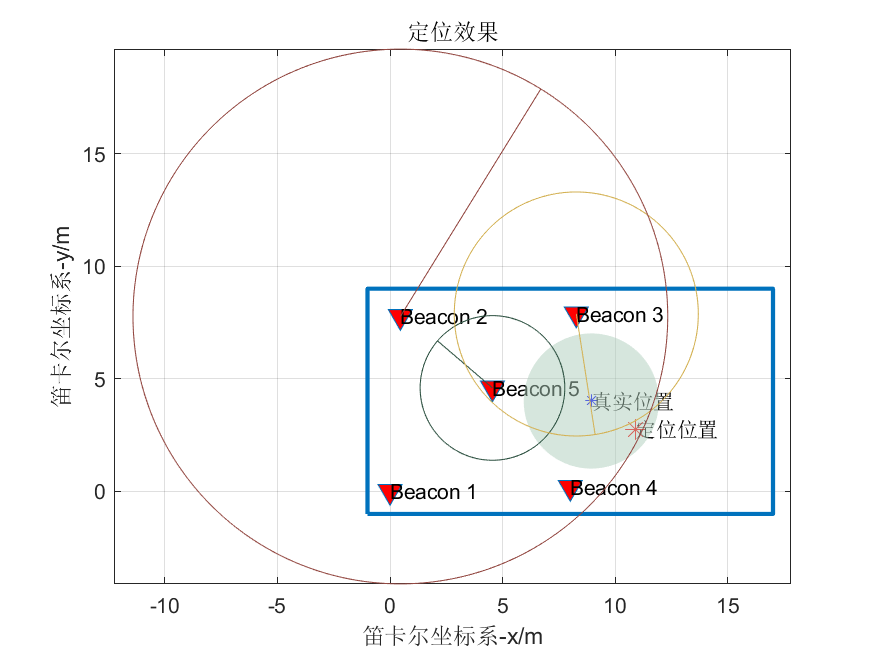 定位效果
笛卡尔坐标系-y/m
15
10
5
0
Beacon 2
Beacon 3
Beacon 5
真实位置
定位位置
Beacon 1
Beacon 4
-10
-5
0
5
10
15
笛卡尔坐标系-x/m